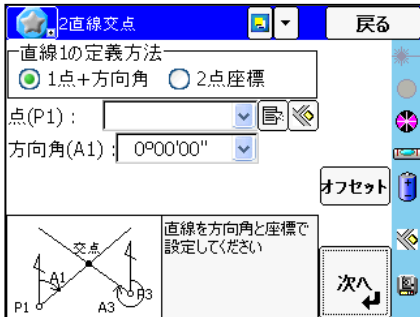 2直線交点
戻る
直線1の定義方法
1点+方向角
2点座標
点(P1):
方向角(A1):
0°00'00"
オフセット
交点
A1
P1
A3
P3
直線を方向角と座標で
設定してください
次へ